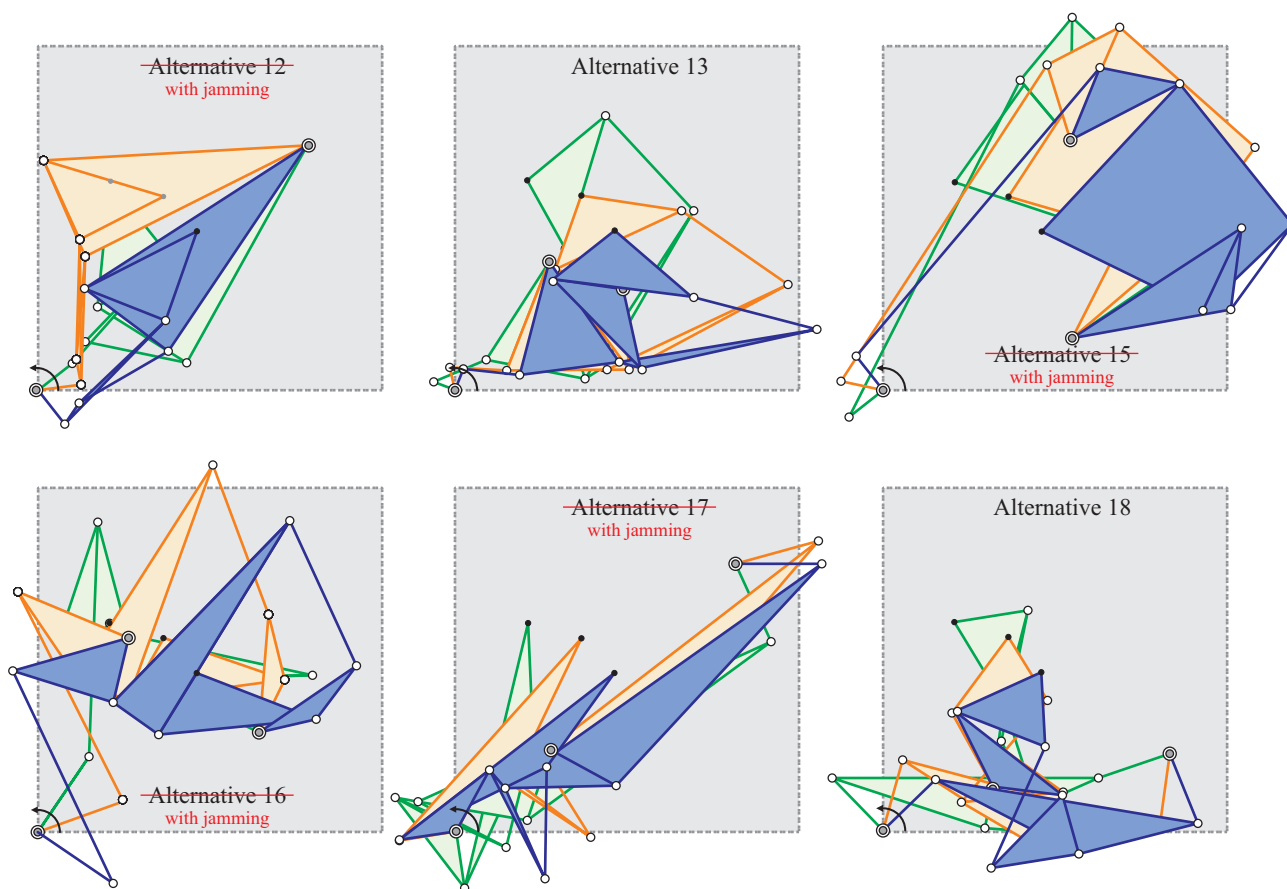 Alternative 12
with jamming
Alternative 13
Alternative 15
with jamming
Alternative 16
with jamming
Alternative 17
with jamming
Alternative 18